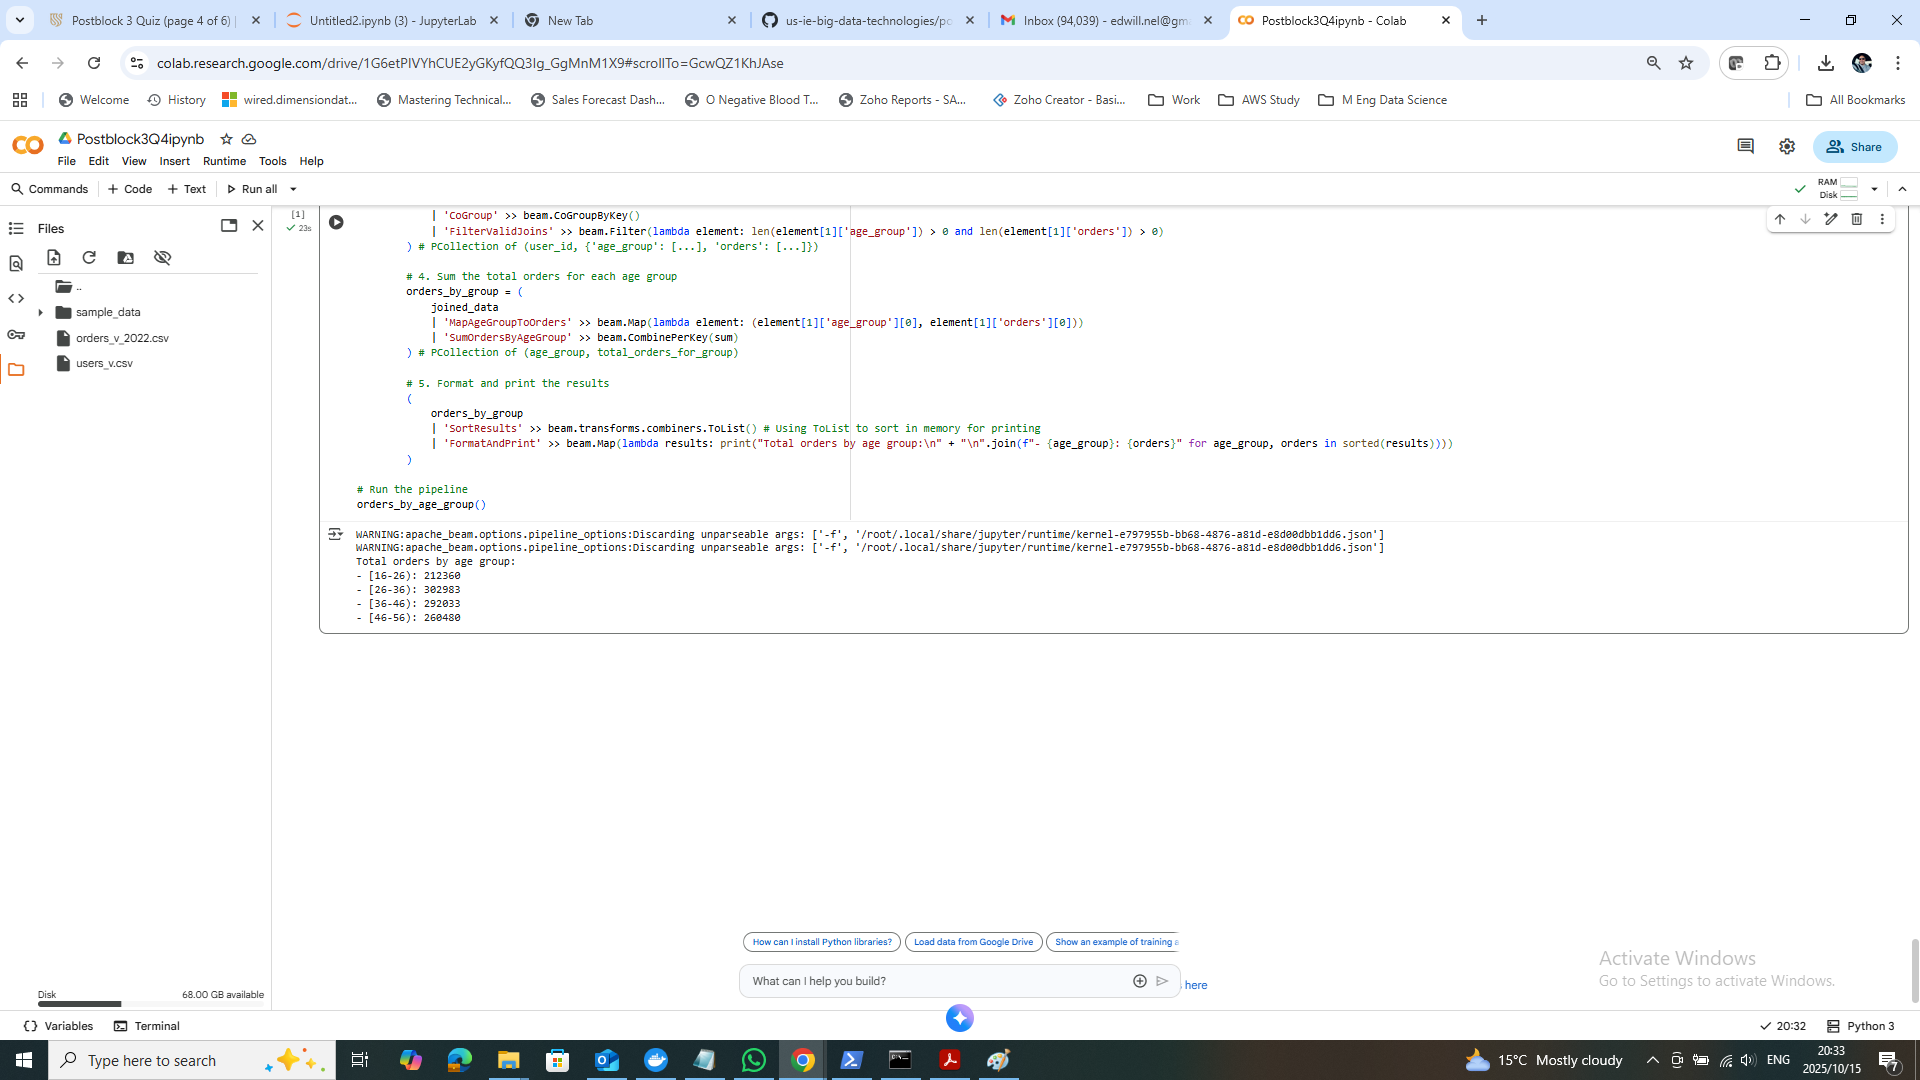 Postblock 3 Quiz (page 4 of 6)
Untitled2.ipynb (3) - JupyterLab
New Tab
us-ie-big-data-technologies/po
Inbox (94,039) - edwill.nel@gm
Postblock3Q4ipynb - Colab
colab.research.google.com/drive/1G6etPIVYhCUE2yGKyfQQ3Ig_GgMnM1X9#scrollTo=GcwQZ1KhJAse
Welcome
History
wired.dimensiondat...
Mastering Technical...
Sales Forecast Dash...
O Negative Blood T...
Zoho Reports - SA...
Zoho Creator - Basi...
Work
AWS Study
M Eng Data Science
All Bookmarks
Postblock3Q4ipynb
File Edit View Insert Runtime Tools Help
Share
Commands + Code + Text Run all
RAM
Disk
Files
..
sample_data
orders_v_2022.csv
users_v.csv
[1]
23s
| 'CoGroup' >> beam.CoGroupByKey()
| 'FilterValidJoins' >> beam.Filter(lambda element: len(element[1]['age_group']) > 0 and len(element[1]['orders']) > 0)
) # PCollection of (user_id, {'age_group': [...], 'orders': [...]})
# 4. Sum the total orders for each age group
orders_by_group = (
joined_data
| 'MapAgeGroupToOrders' >> beam.Map(lambda element: (element[1]['age_group'][0], element[1]['orders'][0]))
| 'SumOrdersByAgeGroup' >> beam.CombinePerKey(sum)
) # PCollection of (age_group, total_orders_for_group)
# 5. Format and print the results
(
orders_by_group
| 'SortResults' >> beam.transforms.combiners.ToList() # Using ToList to sort in memory for printing
| 'FormatAndPrint' >> beam.Map(lambda results: print("Total orders by age group:\n" + "\n".join(f"- {age_group}: {orders}" for age_group, orders in sorted(results))))
)
# Run the pipeline
orders_by_age_group()
WARNING:apache_beam.options.pipeline_options:Discarding unparseable args: ['-f', '/root/.local/share/jupyter/runtime/kernel-e797955b-bb68-4876-a81d-e8d00dbb1dd6.json']
WARNING:apache_beam.options.pipeline_options:Discarding unparseable args: ['-f', '/root/.local/share/jupyter/runtime/kernel-e797955b-bb68-4876-a81d-e8d00dbb1dd6.json']
Total orders by age group:
- [16-26): 212360
- [26-36): 302983
- [36-46): 292033
- [46-56): 260480
How can I install Python libraries?
Load data from Google Drive
Show an example of training
What can I help you build?
here
Activate Windows
Go to Settings to activate Windows.
Disk
68.00 GB available
Variables
Terminal
20:32
Python 3
Type here to search
15°C Mostly cloudy
ENG
20:33
2025/10/15
7